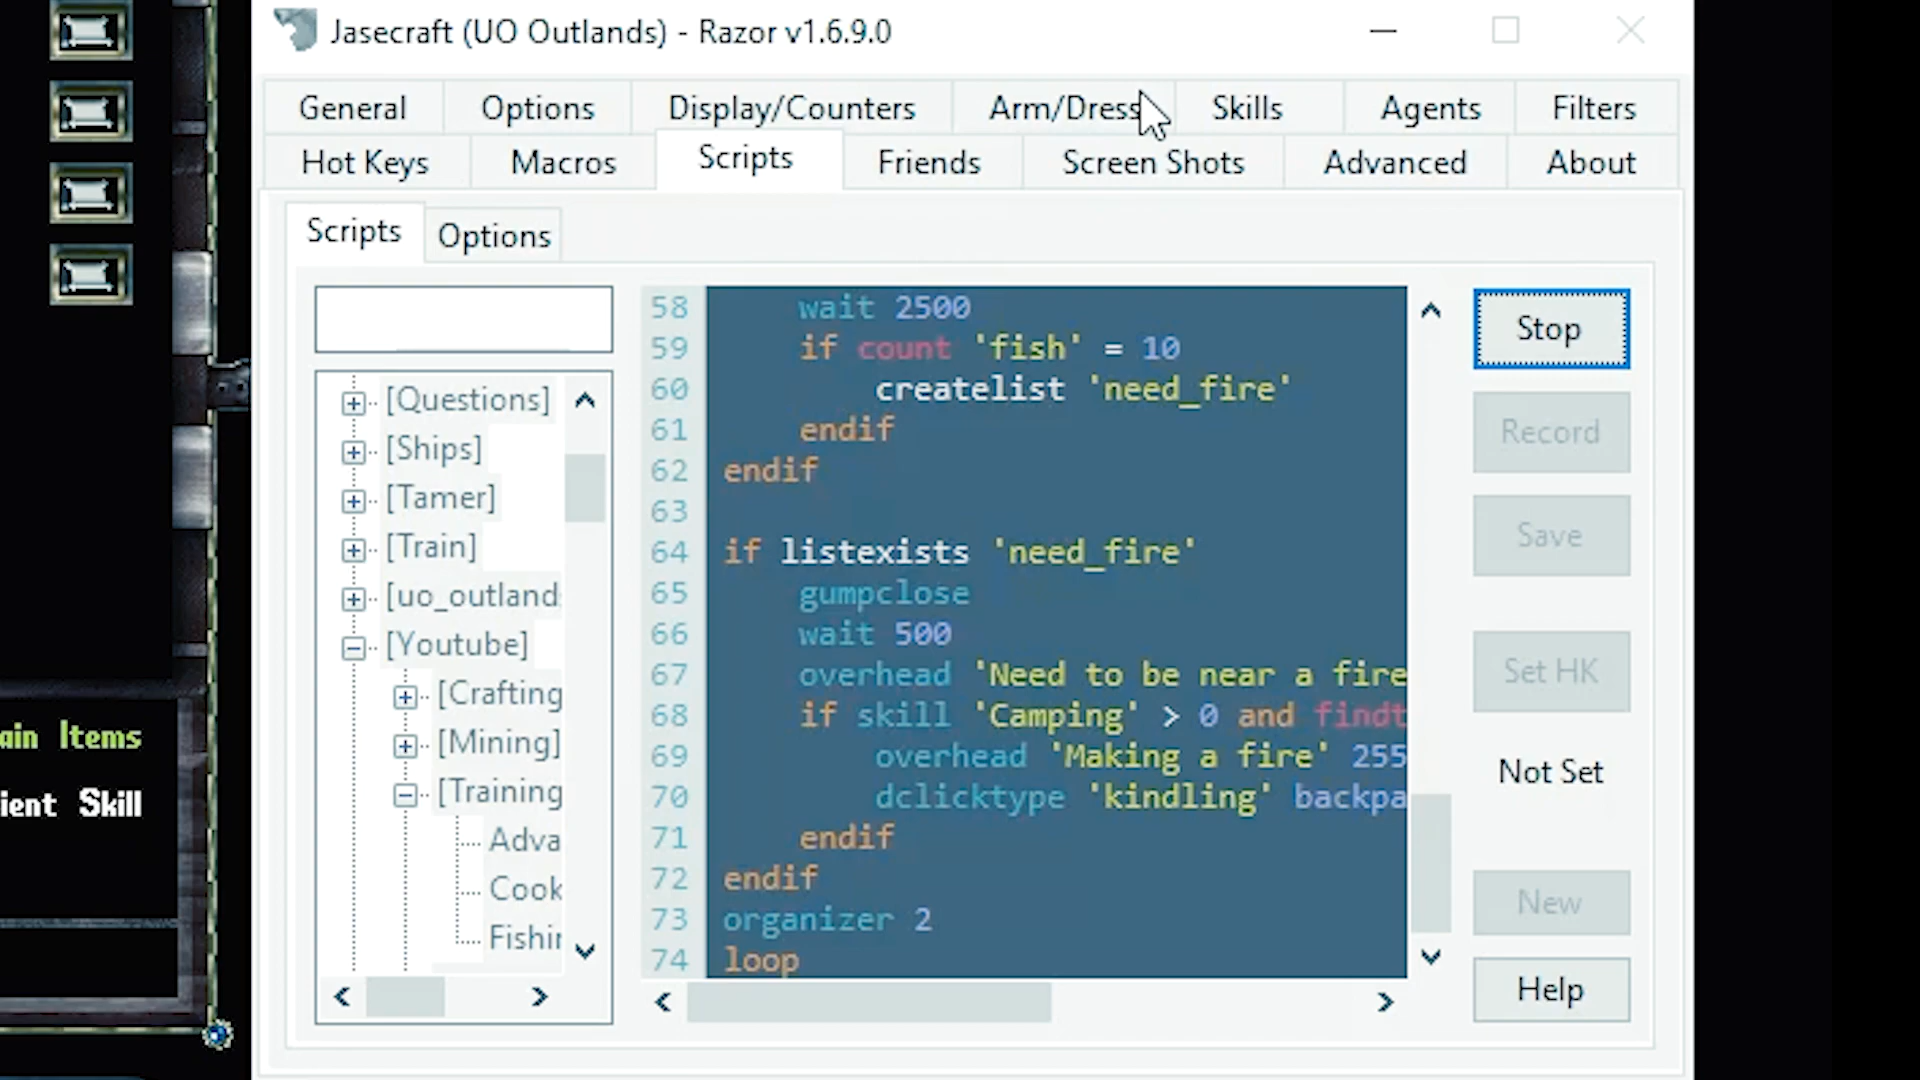 Jasecraft (UO Outlands) - Razor v1.6.9.0
General Options Display/Counters Arm/Dress Skills Agents Filters
Hot Keys Macros Scripts Friends Screen Shots Advanced About
Scripts Options
[Questions]
[Ships]
[Tamer]
[Train]
[uo_outland
[Youtube]
[Crafting
[Mining]
[Training
Adva
Cook
Fishin
58 wait 2500
59 if count 'fish' = 10
60 createlist 'need_fire'
61 endif
62 endif
63
64 if listexists 'need_fire'
65 gumpclose
66 wait 500
67 overhead 'Need to be near a fire
68 if skill 'Camping' > 0 and findt
69 overhead 'Making a fire' 255
70 dclicktype 'kindling' backpa
71 endif
72 endif
73 organizer 2
74 loop
Stop
Record
Save
Set HK
Not Set
New
Help
ain Items
ient Skill